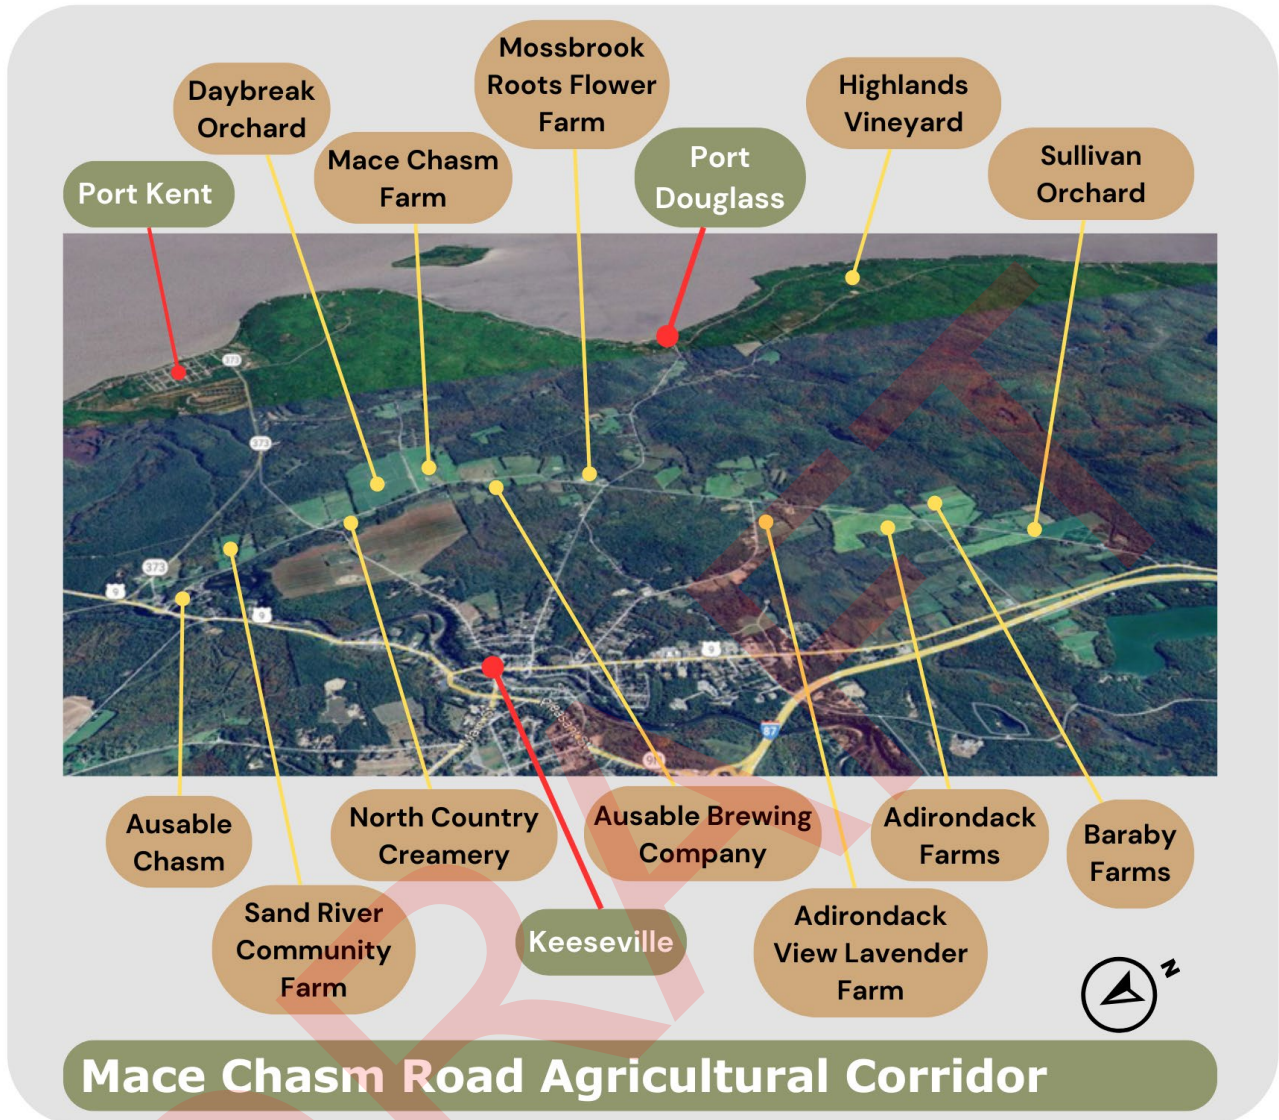 Mossbrook
Roots Flower
Farm
Daybreak
Orchard
Highlands
Vineyard
Mace Chasm
Farm
Port
Douglass
Sullivan
Orchard
Port Kent
373
373
373
9
9
9
87
Ausable
Chasm
North Country
Creamery
Ausable Brewing
Company
Adirondack
Farms
Baraby
Farms
Sand River
Community
Farm
Keeseville
Adirondack
View Lavender
Farm
N
Mace Chasm Road Agricultural Corridor
DRAFT